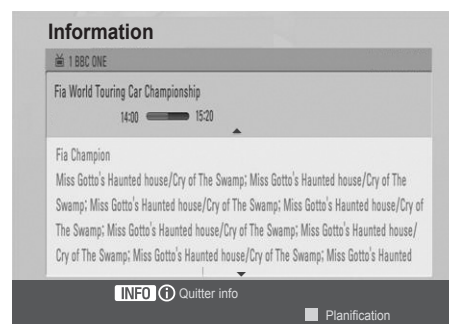 Information
1 BBC ONE
Fia World Touring Car Championship
14:00 15:20
Fia Champion
Miss Gotto's Haunted house/Cry of The Swamp; Miss Gotto's Haunted house/Cry of The
Swamp; Miss Gotto's Haunted house/Cry of The Swamp; Miss Gotto's Haunted house/Cry of
The Swamp; Miss Gotto's Haunted house/Cry of The Swamp; Miss Gotto's Haunted house/
Cry of The Swamp; Miss Gotto's Haunted house/Cry of The Swamp; Miss Gotto's Haunted
INFO i Quitter info
Planification